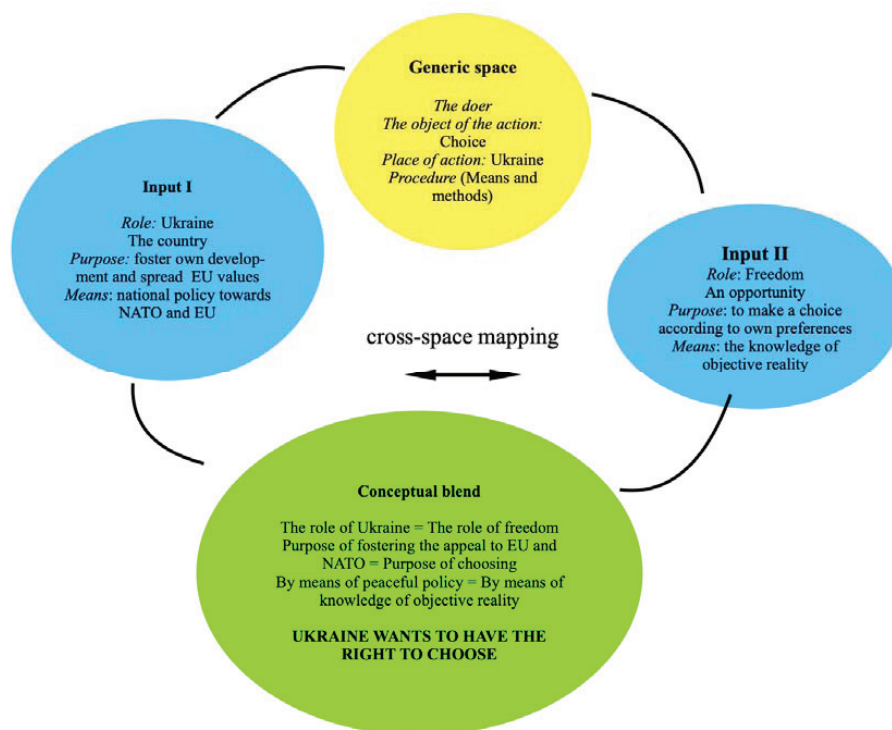 Generic space
The doer
The object of the action:
Choice
Place of action: Ukraine
Procedure (Means and
methods)
Input I
Role: Ukraine
The country
Purpose: foster own develop-
ment and spread EU values
Means: national policy towards
NATO and EU
Input II
Role: Freedom
An opportunity
Purpose: to make a choice
according to own preferences
Means: the knowledge of
objective reality
cross-space mapping
Conceptual blend
The role of Ukraine = The role of freedom
Purpose of fostering the appeal to EU and
NATO = Purpose of choosing
By means of peaceful policy = By means of
knowledge of objective reality
UKRAINE WANTS TO HAVE THE
RIGHT TO CHOOSE